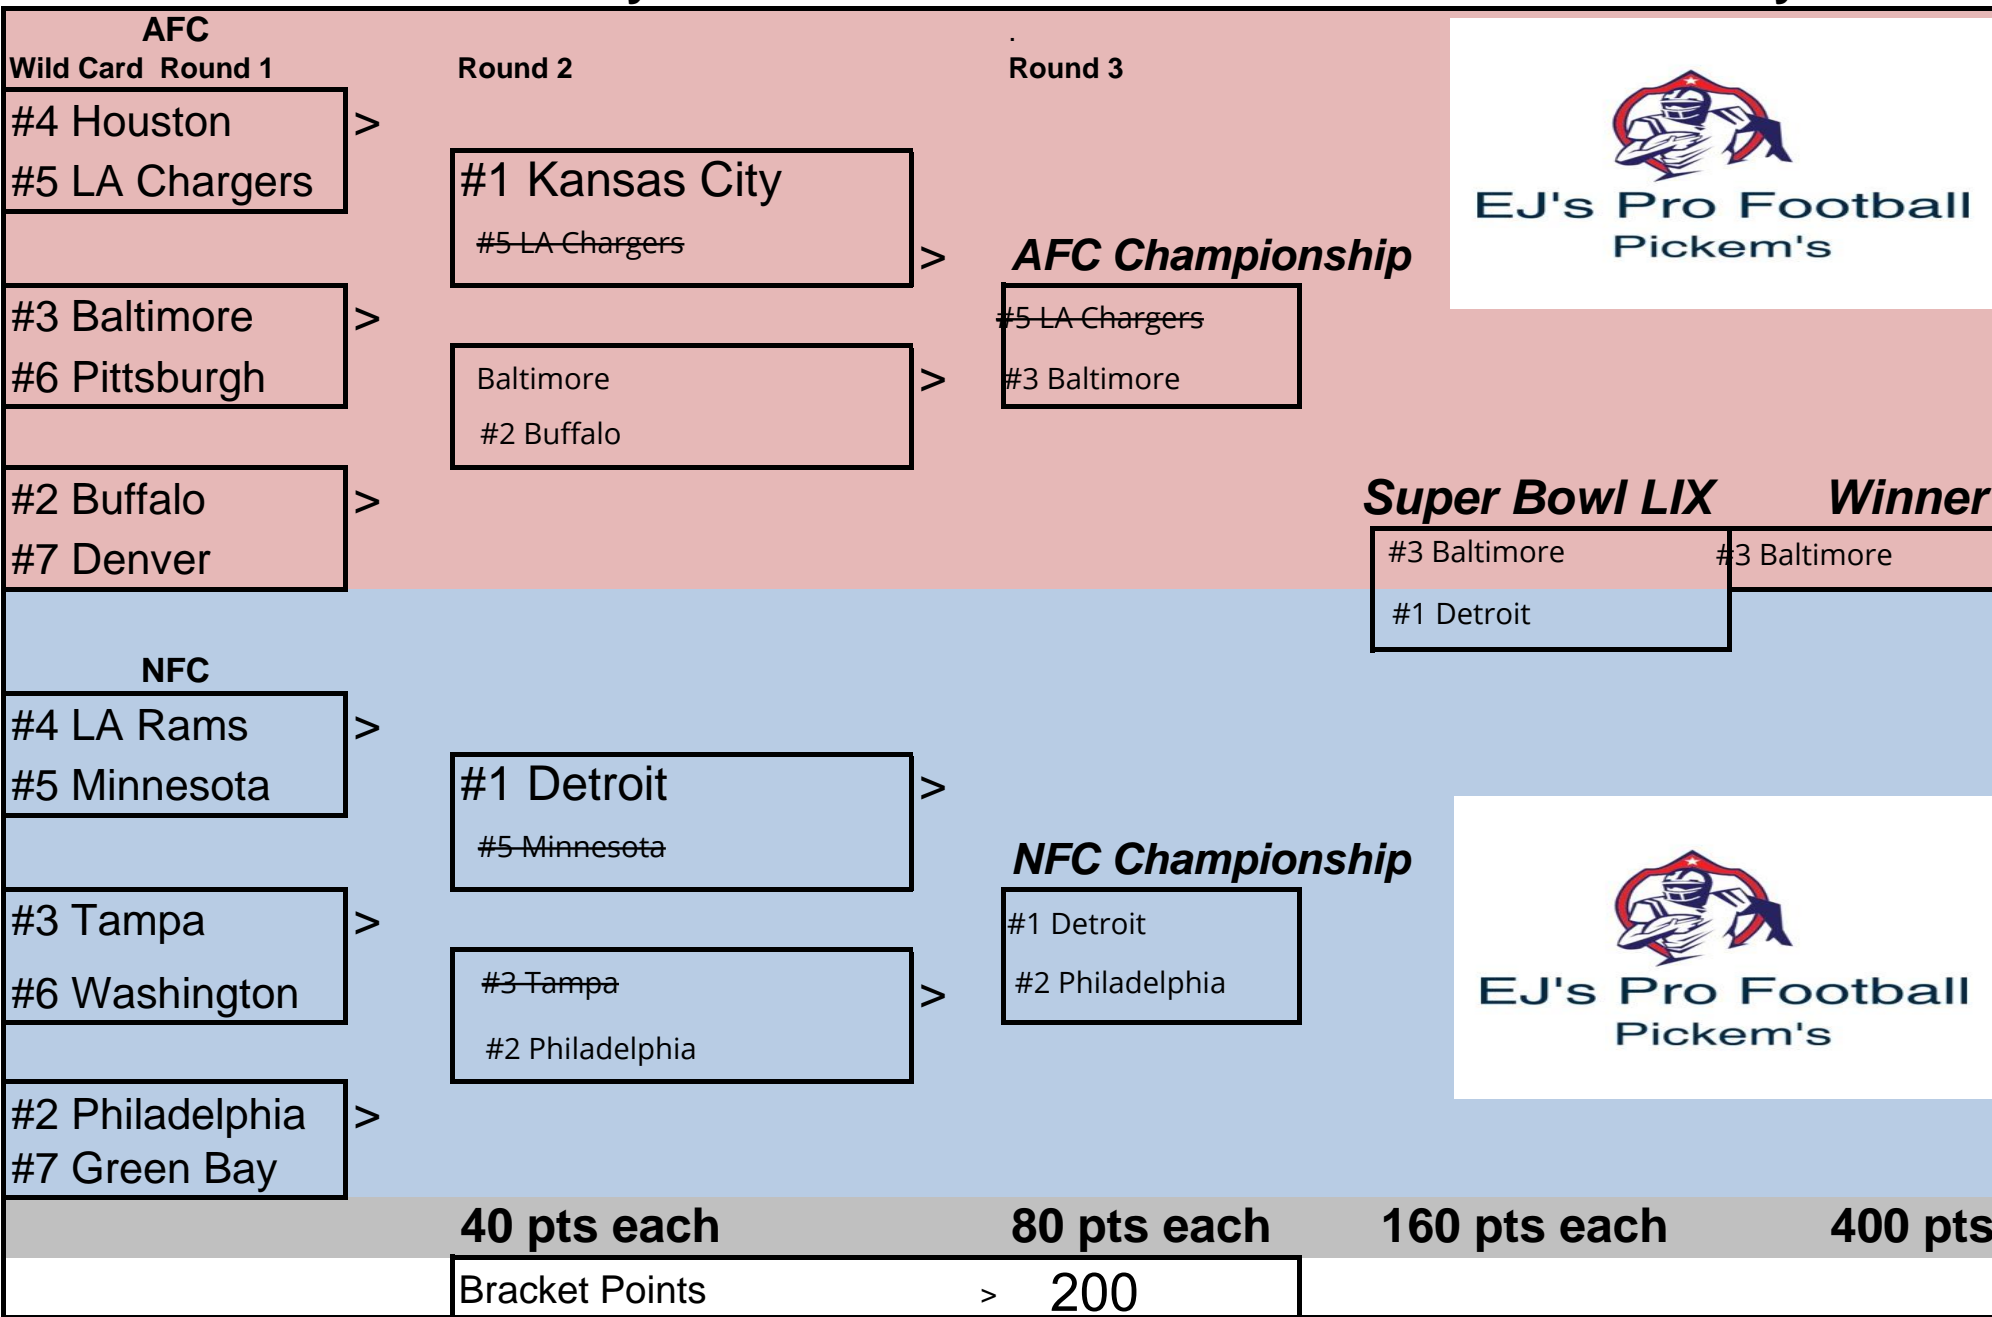 AFC
.
Wild Card Round 1
Round 2
Round 3
#4 Houston >
#5 LA Chargers
#1 Kansas City
#5 LA Chargers
>
AFC Championship
EJ's Pro Football
Pickem's
#3 Baltimore >
#6 Pittsburgh
Baltimore
#2 Buffalo
>
#5 LA Chargers
#3 Baltimore
#2 Buffalo >
#7 Denver
Super Bowl LIX
Winner
#3 Baltimore
#3 Baltimore
#1 Detroit
NFC
#4 LA Rams >
#5 Minnesota
#1 Detroit >
#5 Minnesota
NFC Championship
#3 Tampa >
#6 Washington
#3 Tampa
#2 Philadelphia
>
#1 Detroit
#2 Philadelphia
EJ's Pro Football
Pickem's
#2 Philadelphia >
#7 Green Bay
40 pts each
80 pts each
160 pts each
400 pts
Bracket Points > 200